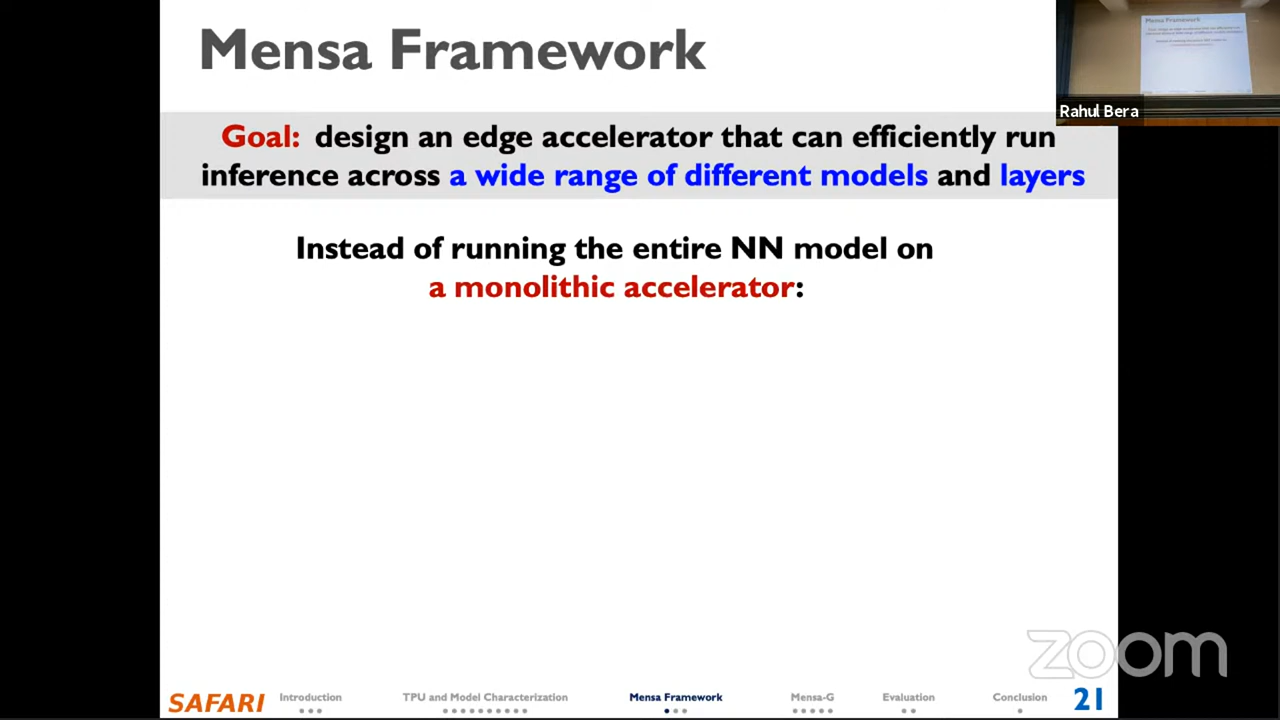 Mensa Framework
Goal: design an edge accelerator that can efficiently run
inference across a wide range of different models and layers
Instead of running the entire NN model on
a monolithic accelerator:
Rahul Bera
zoom
SAFARI
Introduction
TPU and Model Characterization
Mensa Framework
Mensa-G
Evaluation
Conclusion
21